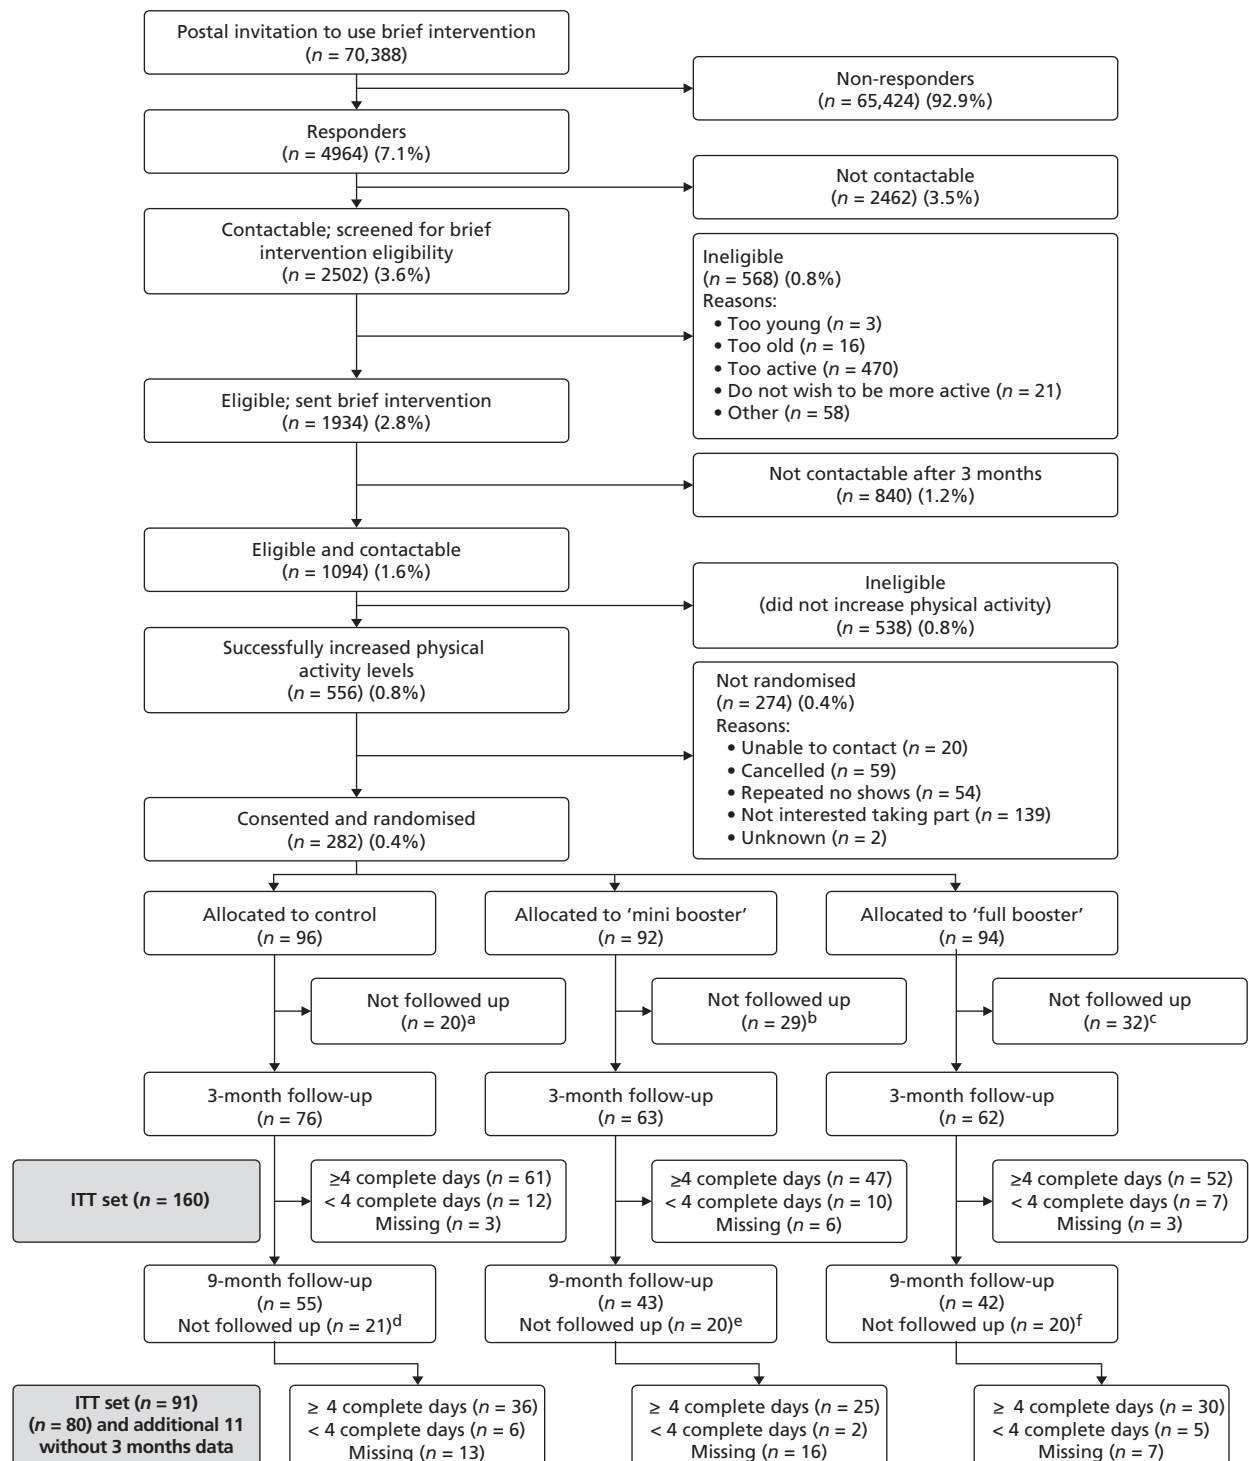 Postal invitation to use brief intervention
(n = 70,388)
Non-responders
(n = 65,424) (92.9%)
Responders
(n = 4964) (7.1%)
Not contactable
(n = 2462) (3.5%)
Contactable; screened for brief
intervention eligibility
(n = 2502) (3.6%)
Ineligible
(n = 568) (0.8%)
Reasons:
• Too young (n = 3)
• Too old (n = 16)
• Too active (n = 470)
• Do not wish to be more active (n = 21)
• Other (n = 58)
Eligible; sent brief intervention
(n = 1934) (2.8%)
Not contactable after 3 months
(n = 840) (1.2%)
Eligible and contactable
(n = 1094) (1.6%)
Ineligible
(did not increase physical activity)
(n = 538) (0.8%)
Successfully increased physical
activity levels
(n = 556) (0.8%)
Not randomised
(n = 274) (0.4%)
Reasons:
• Unable to contact (n = 20)
• Cancelled (n = 59)
• Repeated no shows (n = 54)
• Not interested taking part (n = 139)
• Unknown (n = 2)
Consented and randomised
(n = 282) (0.4%)
Allocated to control
(n = 96)
Allocated to ‘mini booster’
(n = 92)
Allocated to ‘full booster’
(n = 94)
Not followed up
(n = 20)a
Not followed up
(n = 29)b
Not followed up
(n = 32)c
3-month follow-up
(n = 76)
3-month follow-up
(n = 63)
3-month follow-up
(n = 62)
ITT set (n = 160)
≥4 complete days (n = 61)
< 4 complete days (n = 12)
Missing (n = 3)
≥4 complete days (n = 47)
< 4 complete days (n = 10)
Missing (n = 6)
≥4 complete days (n = 52)
< 4 complete days (n = 7)
Missing (n = 3)
9-month follow-up
(n = 55)
Not followed up (n = 21)d
9-month follow-up
(n = 43)
Not followed up (n = 20)e
9-month follow-up
(n = 42)
Not followed up (n = 20)f
ITT set (n = 91)
(n = 80) and additional 11
without 3 months data
≥ 4 complete days (n = 36)
< 4 complete days (n = 6)
Missing (n = 13)
≥ 4 complete days (n = 25)
< 4 complete days (n = 2)
Missing (n = 16)
≥ 4 complete days (n = 30)
< 4 complete days (n = 5)
Missing (n = 7)